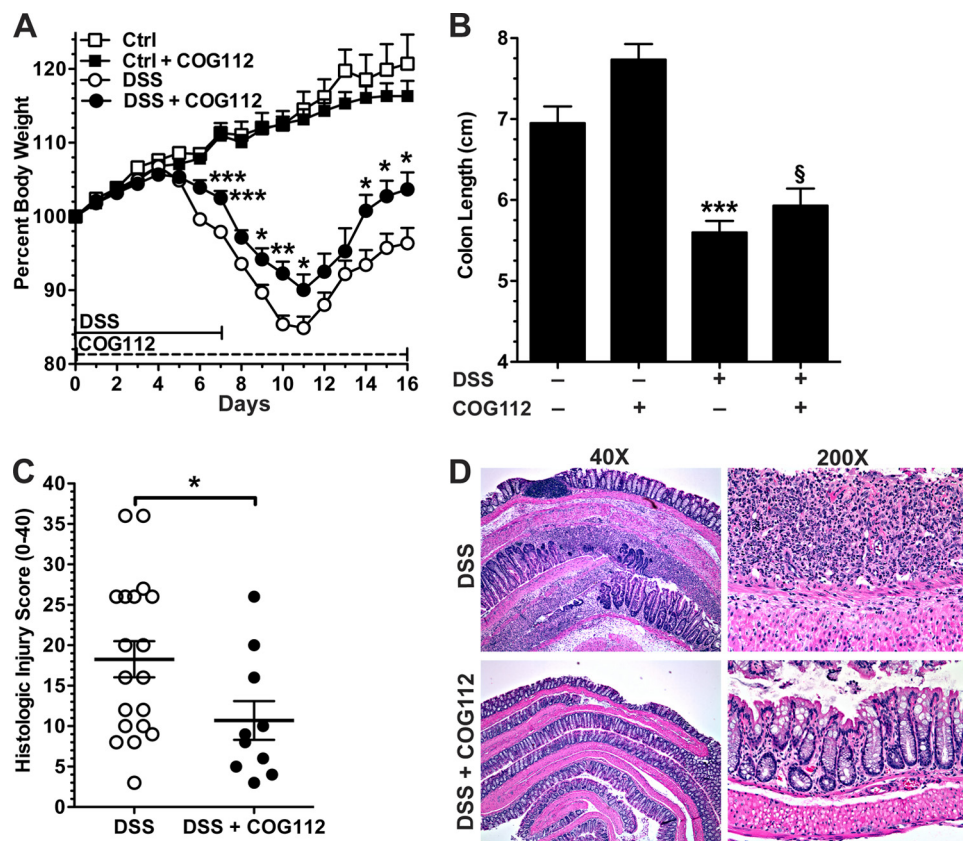 A
Ctrl
Ctrl + COG112
DSS
DSS + COG112
120
110
100
90
80
Percent Body Weight
***
***
*
**
*
*
*
*
DSS
COG112
0 2 4 6 8 10 12 14 16
Days
B
8
7
6
5
4
Colon Length (cm)
***
§
DSS – – + +
COG112 – + – +
C
40
35
30
25
20
15
10
5
0
Histologic Injury Score (0-40)
*
DSS DSS + COG112
D
40X 200X
DSS
DSS + COG112